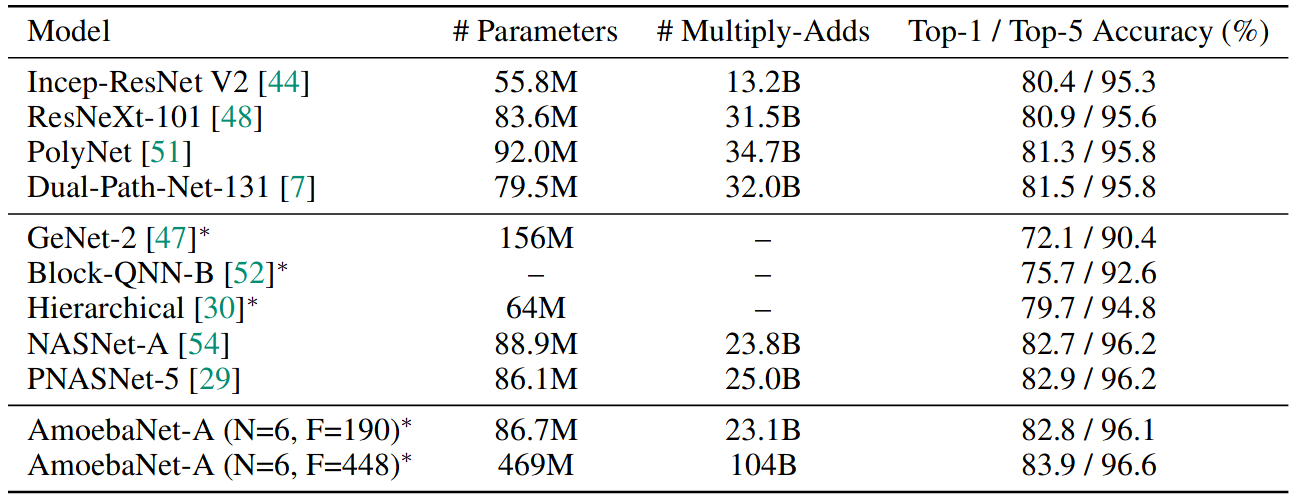 Model # Parameters # Multiply-Adds Top-1 / Top-5 Accuracy (%)
Incep-ResNet V2 [44] 55.8M 13.2B 80.4 / 95.3
ResNeXt-101 [48] 83.6M 31.5B 80.9 / 95.6
PolyNet [51] 92.0M 34.7B 81.3 / 95.8
Dual-Path-Net-131 [7] 79.5M 32.0B 81.5 / 95.8
GeNet-2 [47]* 156M – 72.1 / 90.4
Block-QNN-B [52]* – – 75.7 / 92.6
Hierarchical [30]* 64M – 79.7 / 94.8
NASNet-A [54] 88.9M 23.8B 82.7 / 96.2
PNASNet-5 [29] 86.1M 25.0B 82.9 / 96.2
AmoebaNet-A (N=6, F=190)* 86.7M 23.1B 82.8 / 96.1
AmoebaNet-A (N=6, F=448)* 469M 104B 83.9 / 96.6